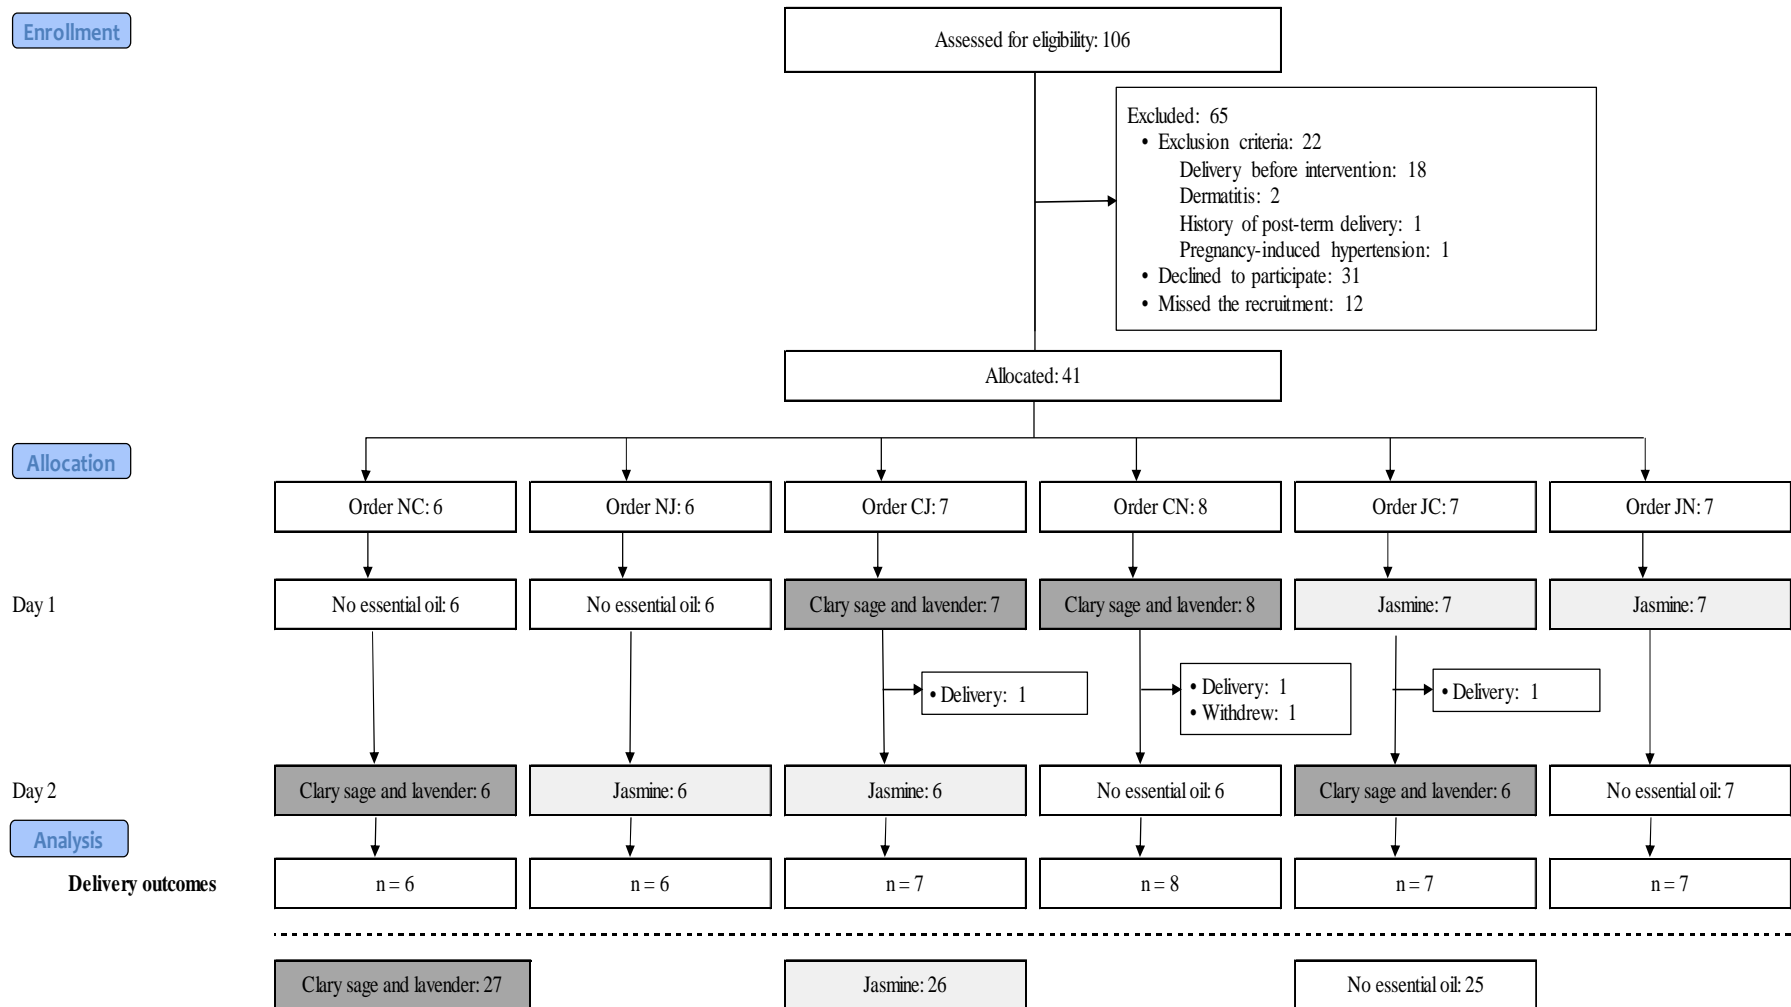 Enrollment
Assessed for eligibility: 106
Excluded: 65
• Exclusion criteria: 22
Delivery before intervention: 18
Dermatitis: 2
History of post-term delivery: 1
Pregnancy-induced hypertension: 1
• Declined to participate: 31
• Missed the recruitment: 12
Allocated: 41
Allocation
Order NC: 6
Order NJ: 6
Order CJ: 7
Order CN: 8
Order JC: 7
Order JN: 7
Day 1
No essential oil: 6
No essential oil: 6
Clary sage and lavender: 7
Clary sage and lavender: 8
Jasmine: 7
Jasmine: 7
• Delivery: 1
• Delivery: 1
• Withdrew: 1
• Delivery: 1
Day 2
Clary sage and lavender: 6
Jasmine: 6
Jasmine: 6
No essential oil: 6
Clary sage and lavender: 6
No essential oil: 7
Analysis
Delivery outcomes
n = 6
n = 6
n = 7
n = 8
n = 7
n = 7
Clary sage and lavender: 27
Jasmine: 26
No essential oil: 25